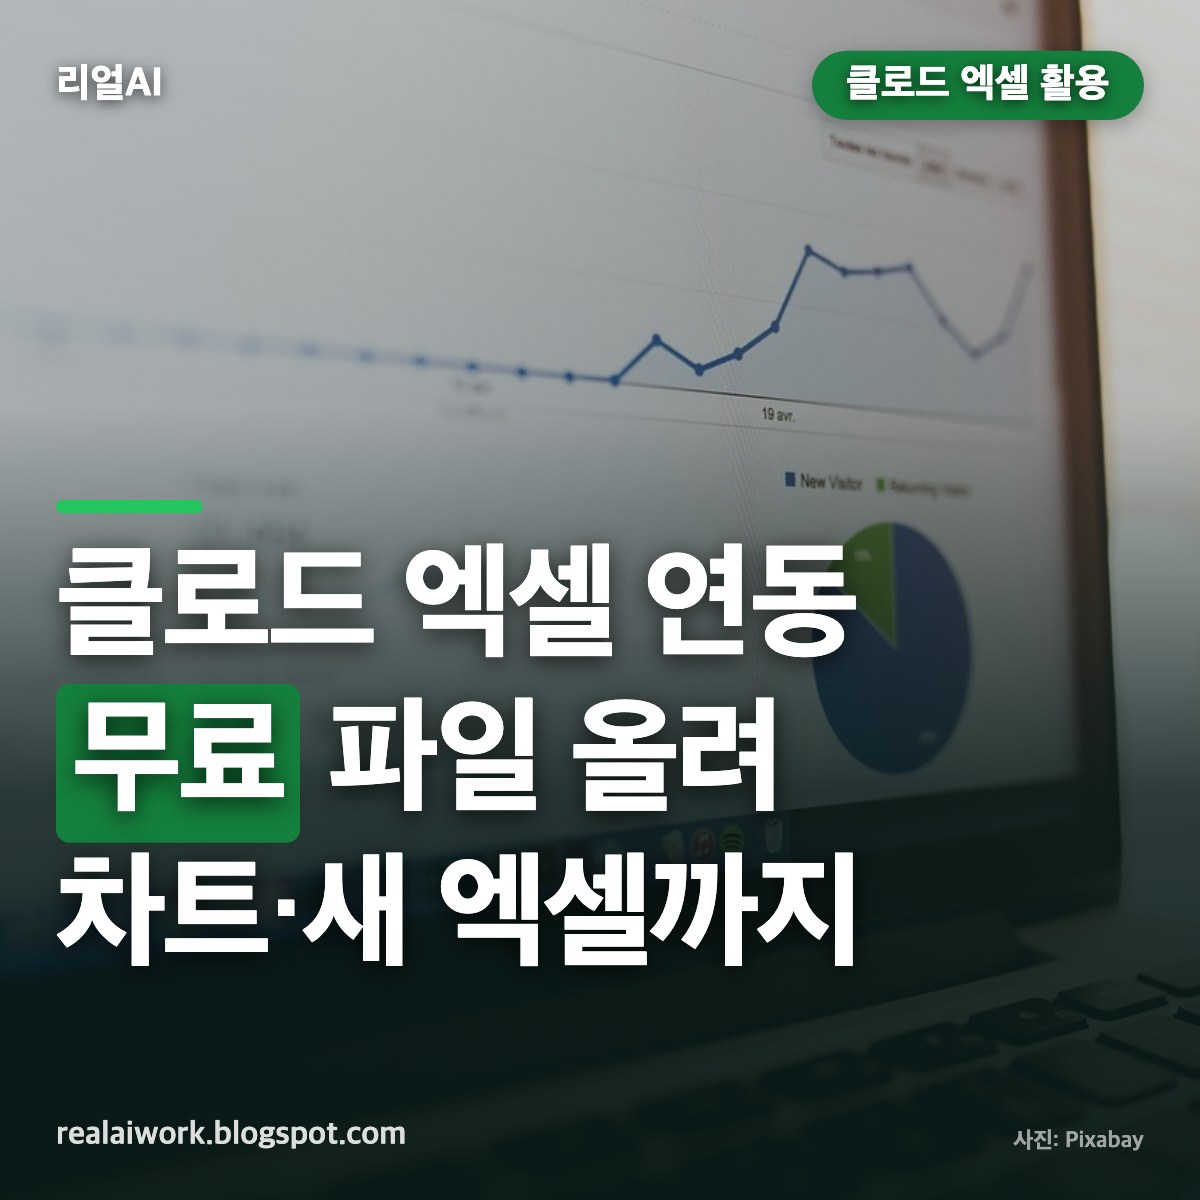 리얼AI
클로드 엑셀 활용
19 avr.
New Visitor
클로드 엑셀 연동
무료 파일 올려
차트·새 엑셀까지
realaiwork.blogspot.com
사진: Pixabay